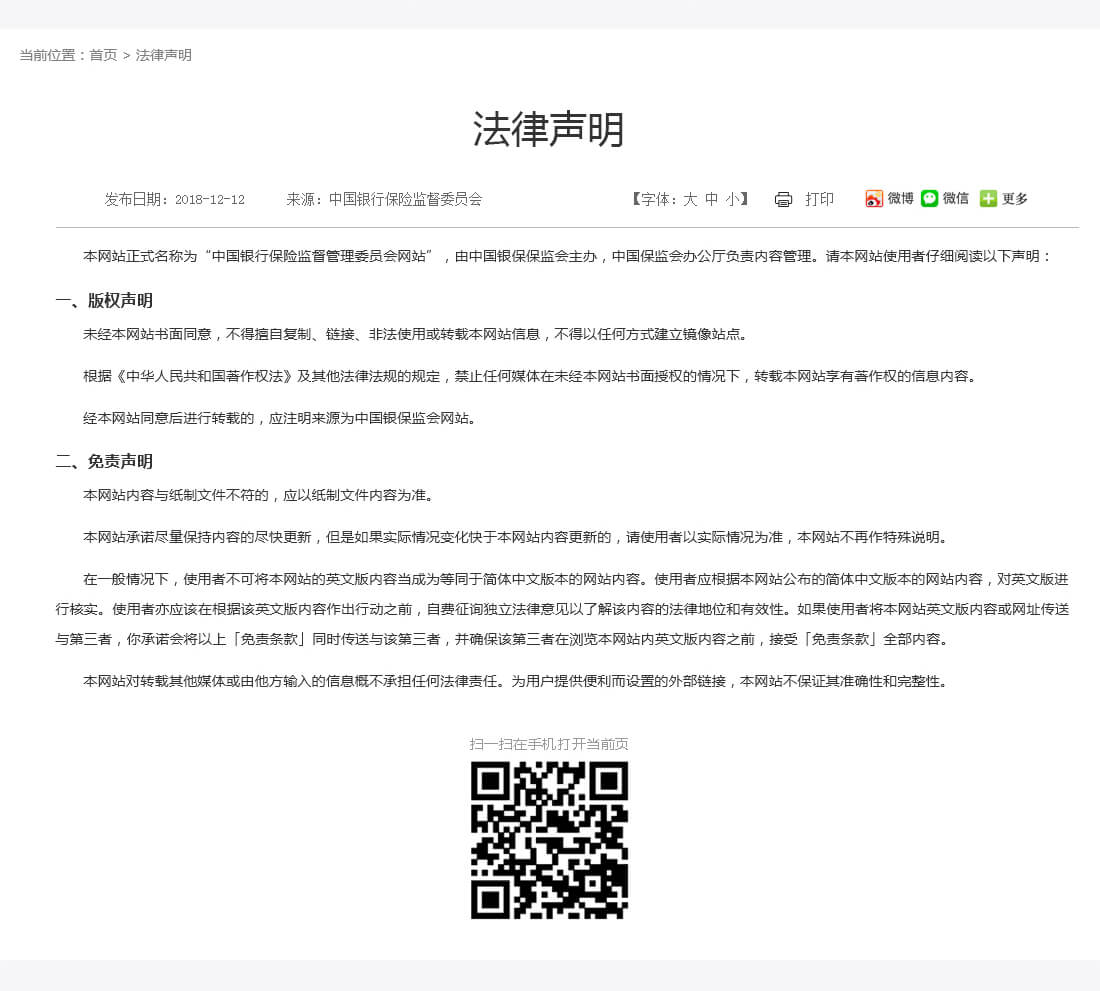 当前位置：首页 > 法律声明
法律声明
发布日期：2018-12-12 来源：中国银行保险监督委员会 【字体：大 中 小】 打印 微博 微信 更多
本网站正式名称为“中国银行保险监督管理委员会网站”，由中国银保保监会主办，中国保监会办公厅负责内容管理。请本网站使用者仔细阅读以下声明：
一、版权声明
未经本网站书面同意，不得擅自复制、链接、非法使用或转载本网站信息，不得以任何方式建立镜像站点。
根据《中华人民共和国著作权法》及其他法律法规的规定，禁止任何媒体在未经本网站书面授权的情况下，转载本网站享有著作权的信息内容。
经本网站同意后进行转载的，应注明来源为中国银保监会网站。
二、免责声明
本网站内容与纸制文件不符的，应以纸制文件内容为准。
本网站承诺尽量保持内容的尽快更新，但是如果实际情况变化快于本网站内容更新的，请使用者以实际情况为准，本网站不再作特殊说明。
在一般情况下，使用者不可将本网站的英文版内容当成为等同于简体中文版本的网站内容。使用者应根据本网站公布的简体中文版本的网站内容，对英文版进
行核实。使用者亦应该在根据该英文版内容作出行动之前，自费征询独立法律意见以了解该内容的法律地位和有效性。如果使用者将本网站英文版内容或网址传送
与第三者，你承诺会将以上「免责条款」同时传送与该第三者，并确保该第三者在浏览本网站内英文版内容之前，接受「免责条款」全部内容。
本网站对转载其他媒体或由他方输入的信息概不承担任何法律责任。为用户提供便利而设置的外部链接，本网站不保证其准确性和完整性。
扫一扫在手机打开当前页